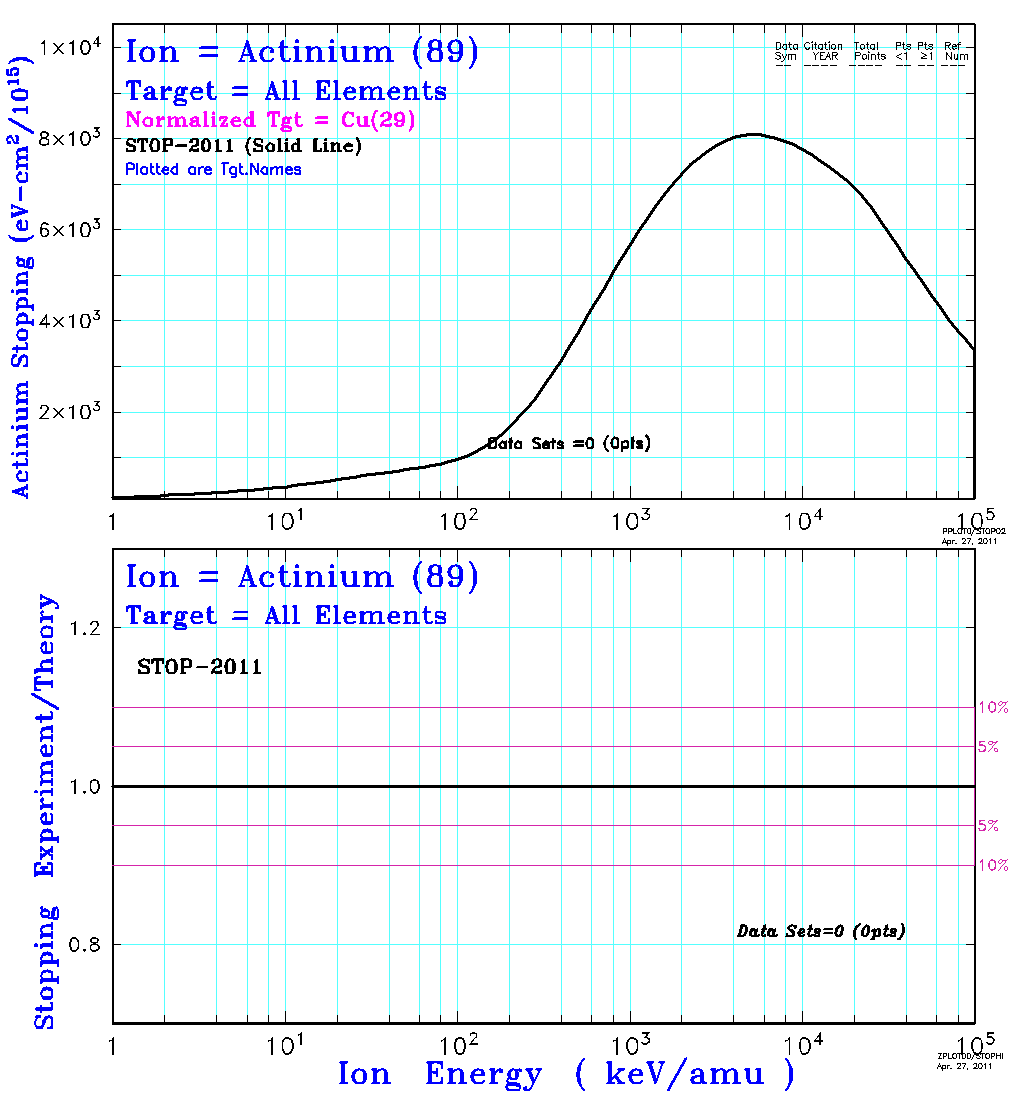 Ion = Actinium (89)
Target = All Elements
Normalized Tgt = Cu(29)
STOP-2011 (Solid Line)
Plotted are Tgt.Names
Data Citation Total Pts Pts Ref
Sym YEAR Points <1 ≥1 Num
Actinium Stopping (eV-cm²/10¹⁵)
1×10⁴
8×10³
6×10³
4×10³
2×10³
Data Sets =0 (0pts)
1 10¹ 10² 10³ 10⁴ 10⁵
PPLOT0/STOP02
Apr. 27, 2011
Ion = Actinium (89)
Target = All Elements
STOP-2011
Stopping Experiment/Theory
1.2
1.0
0.8
10%
5%
5%
10%
Data Sets=0 (0pts)
1 10¹ 10² 10³ 10⁴ 10⁵
Ion Energy ( keV/amu )
Apr. 27, 2011